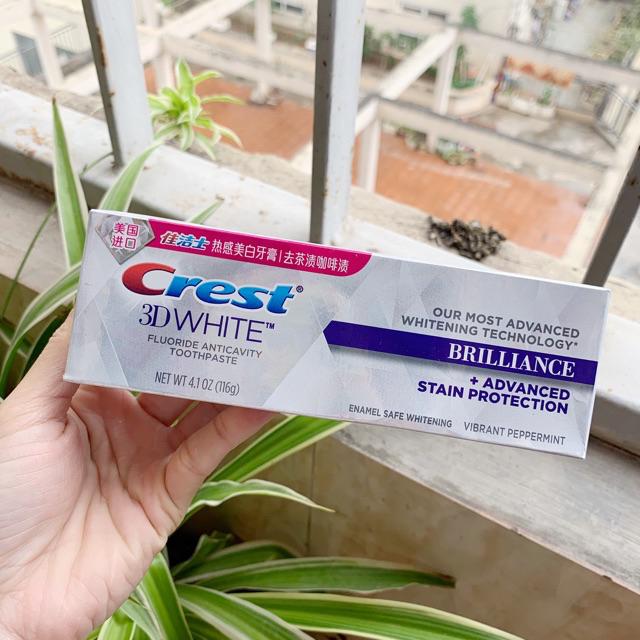 美国
进口
佳洁士 热感美白牙膏 | 去茶渍咖啡渍
Crest®
3D WHITE™
FLUORIDE ANTICAVITY
TOOTHPASTE
NET WT 4.1 OZ (116g)
OUR MOST ADVANCED
WHITENING TECHNOLOGY*
BRILLIANCE
+ ADVANCED
STAIN PROTECTION
ENAMEL SAFE WHITENING VIBRANT PEPPERMINT